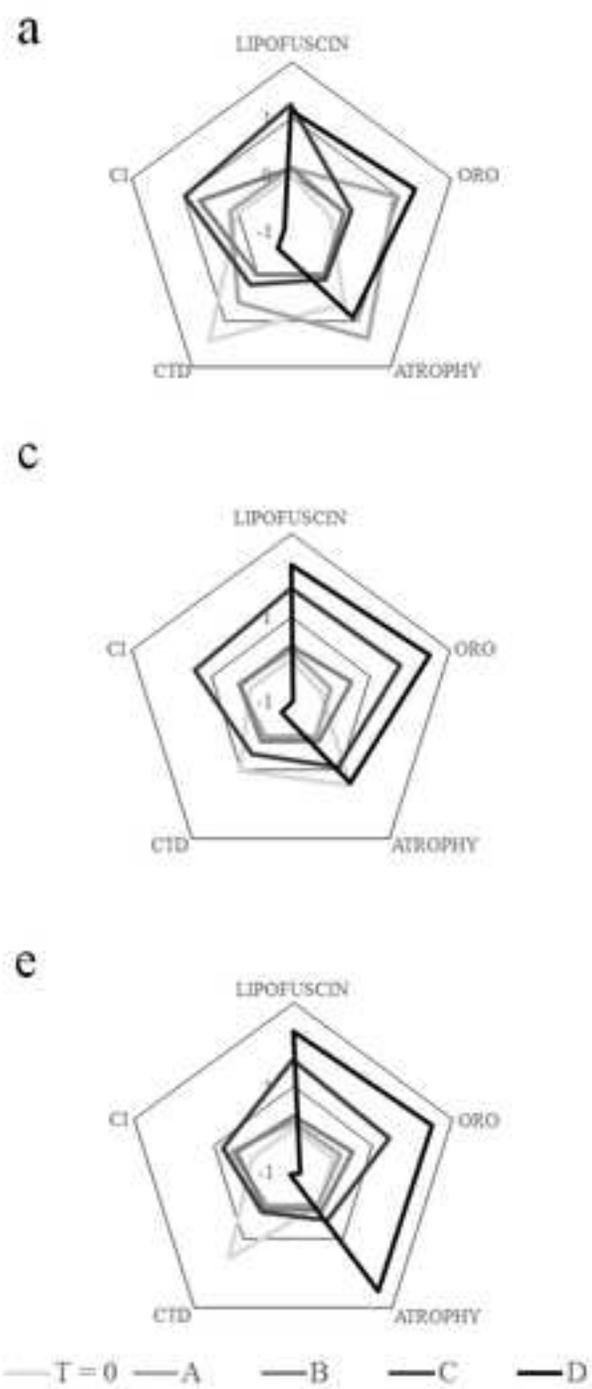 a
LIPOFUSCIN
1
CI
ORO
0
-1
CTD
ATROPHY
c
LIPOFUSCIN
1
CI
ORO
-1
CTD
ATROPHY
e
LIPOFUSCIN
CI
ORO
-1
CTD
ATROPHY
T = 0 A B C D